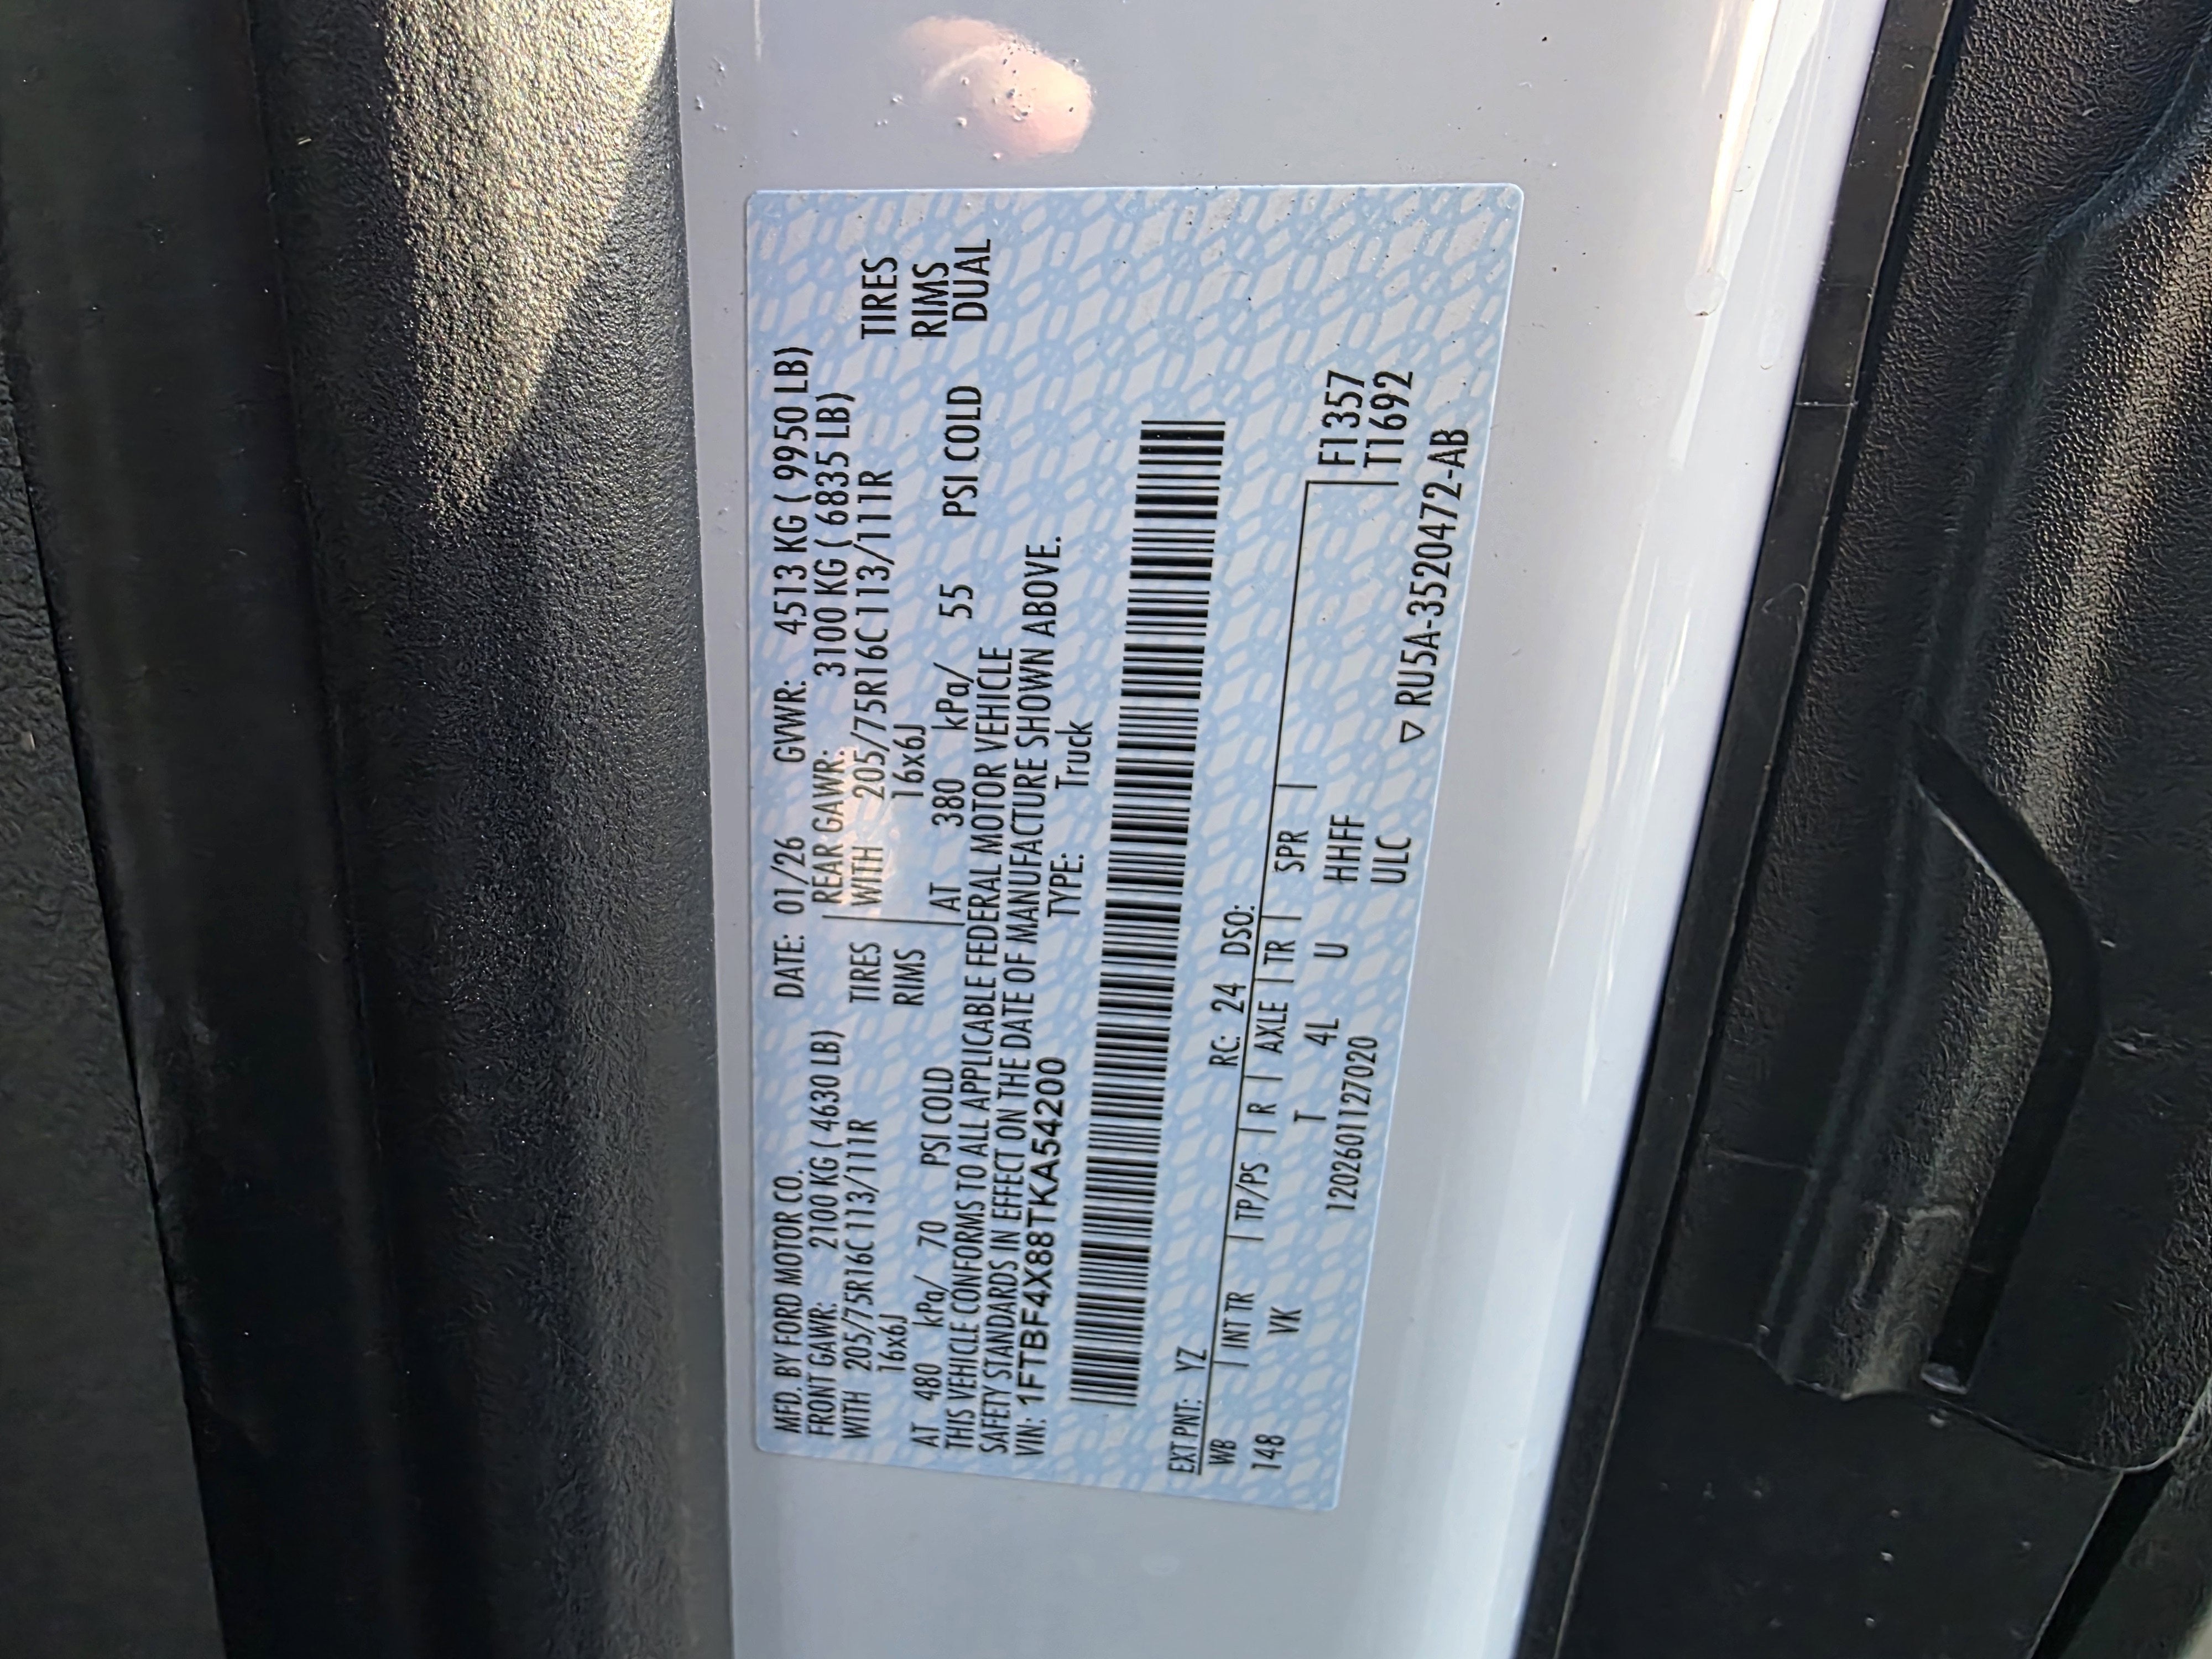 MFD. BY FORD MOTOR CO. DATE: 01/26 GVWR: 4513 KG ( 9950 LB)
FRONT GAWR: 2100 KG ( 4630 LB) REAR GAWR: 3100 KG ( 6835 LB)
WITH 205/75R16C 113/111R TIRES WITH 205/75R16C 113/111R TIRES
16x6J RIMS 16x6J RIMS
AT 480 kPa/ 70 PSI COLD AT 380 kPa/ 55 PSI COLD DUAL
THIS VEHICLE CONFORMS TO ALL APPLICABLE FEDERAL MOTOR VEHICLE
SAFETY STANDARDS IN EFFECT ON THE DATE OF MANUFACTURE SHOWN ABOVE.
VIN: 1FTBF4X88TKA54200 TYPE: Truck
EXT PNT: YZ RC: 24 DSO:
WB INT TR TP/PS R AXLE TR SPR
148 VK T 4L U HHFF F1357
1202601127020 ULC T1692
▽ RU5A-3520472-AB